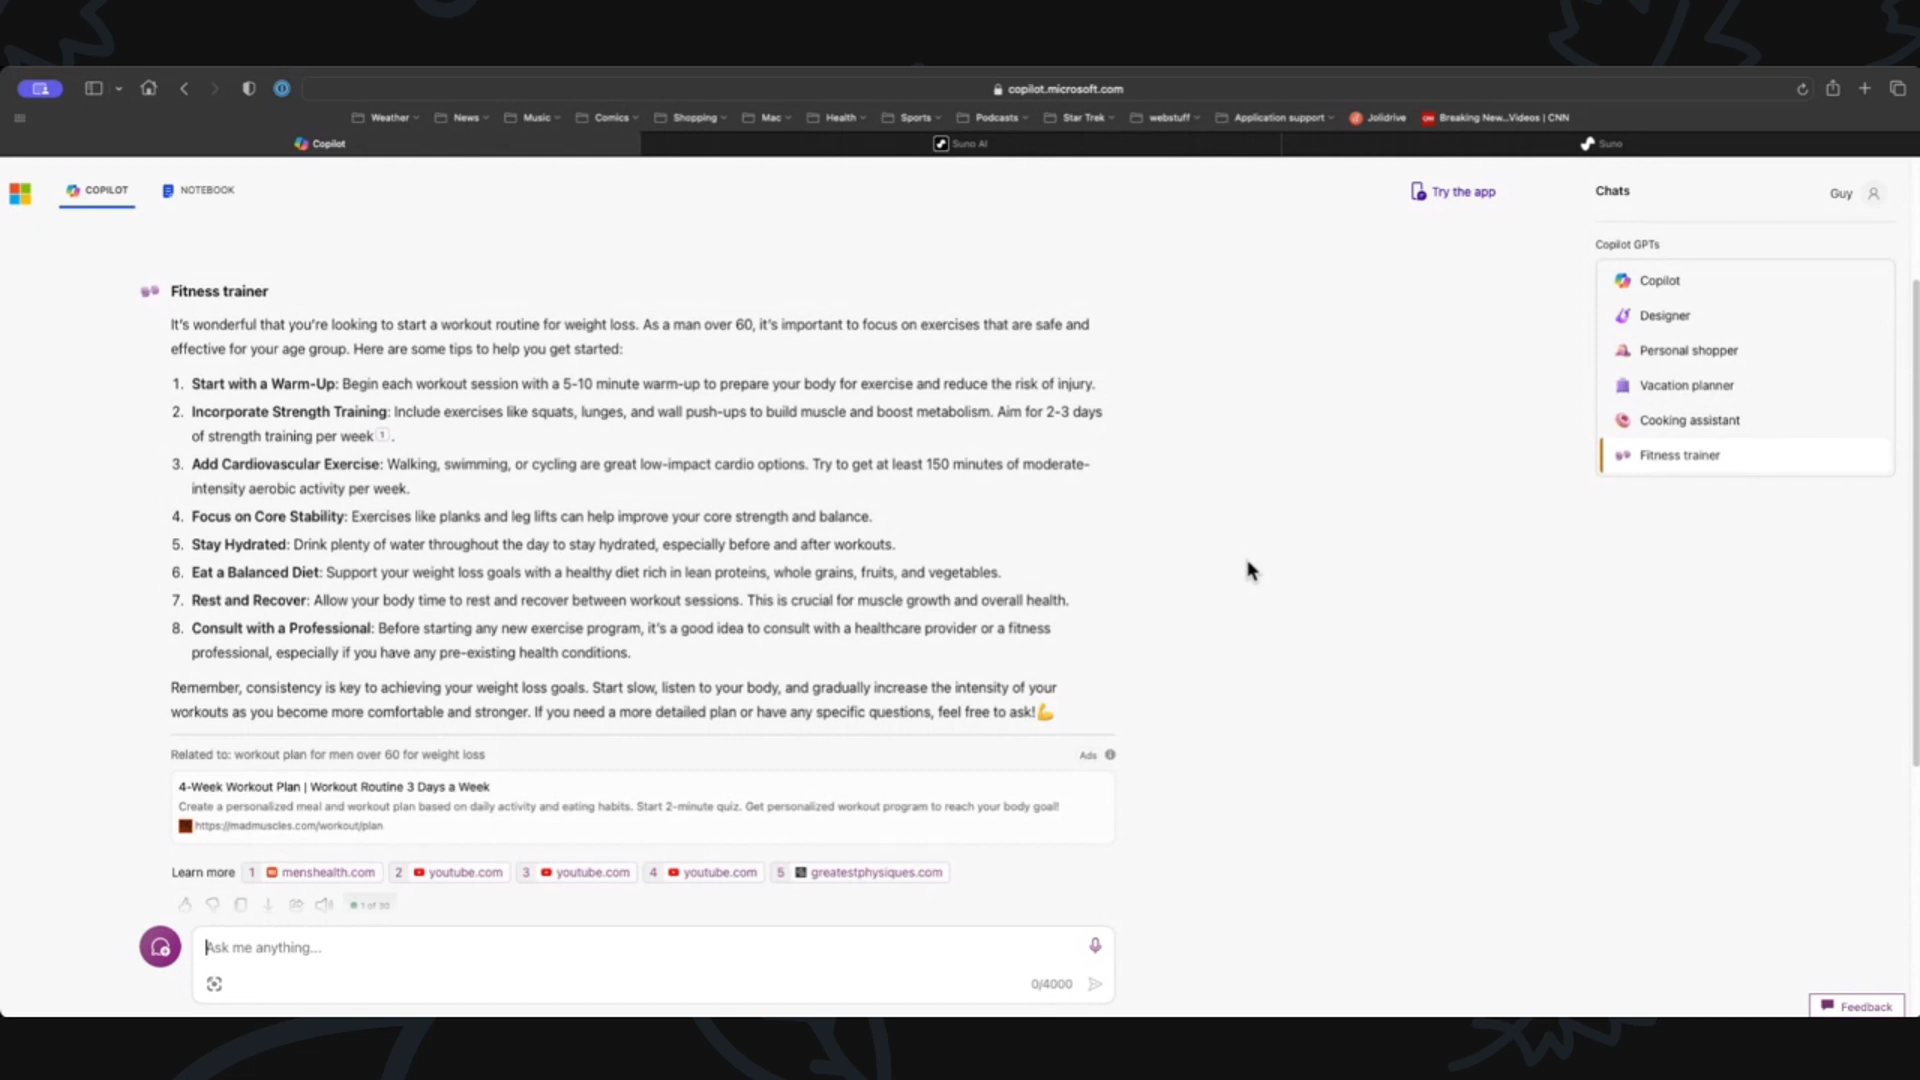 copilot.microsoft.com
Weather News Music Comics Shopping Mac Health Sports Podcasts Star Trek webstuff Application support Jolidrive Breaking New...Videos | CNN
Copilot Suno AI Suno
COPILOT NOTEBOOK Try the app Chats Guy
Copilot GPTs
Copilot
Designer
Personal shopper
Vacation planner
Cooking assistant
Fitness trainer
Fitness trainer
It's wonderful that you're looking to start a workout routine for weight loss. As a man over 60, it's important to focus on exercises that are safe and
effective for your age group. Here are some tips to help you get started:
1. Start with a Warm-Up: Begin each workout session with a 5-10 minute warm-up to prepare your body for exercise and reduce the risk of injury.
2. Incorporate Strength Training: Include exercises like squats, lunges, and wall push-ups to build muscle and boost metabolism. Aim for 2-3 days
of strength training per week 1 .
3. Add Cardiovascular Exercise: Walking, swimming, or cycling are great low-impact cardio options. Try to get at least 150 minutes of moderate-
intensity aerobic activity per week.
4. Focus on Core Stability: Exercises like planks and leg lifts can help improve your core strength and balance.
5. Stay Hydrated: Drink plenty of water throughout the day to stay hydrated, especially before and after workouts.
6. Eat a Balanced Diet: Support your weight loss goals with a healthy diet rich in lean proteins, whole grains, fruits, and vegetables.
7. Rest and Recover: Allow your body time to rest and recover between workout sessions. This is crucial for muscle growth and overall health.
8. Consult with a Professional: Before starting any new exercise program, it's a good idea to consult with a healthcare provider or a fitness
professional, especially if you have any pre-existing health conditions.
Remember, consistency is key to achieving your weight loss goals. Start slow, listen to your body, and gradually increase the intensity of your
workouts as you become more comfortable and stronger. If you need a more detailed plan or have any specific questions, feel free to ask!💪
Related to: workout plan for men over 60 for weight loss Ads
4-Week Workout Plan | Workout Routine 3 Days a Week
Create a personalized meal and workout plan based on daily activity and eating habits. Start 2-minute quiz. Get personalized workout program to reach your body goal!
https://madmuscles.com/workout/plan
Learn more 1 menshealth.com 2 youtube.com 3 youtube.com 4 youtube.com 5 greatestphysiques.com
1 of 30
Ask me anything...
0/4000
Feedback